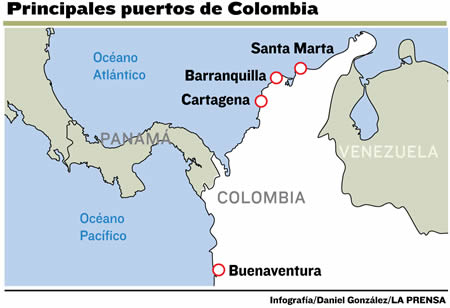 Principales puertos de Colombia
Océano
Atlántico
Santa Marta
Barranquilla
Cartagena
PANAMÁ
VENEZUELA
COLOMBIA
Océano
Pacífico
Buenaventura
Infografía/Daniel González/LA PRENSA